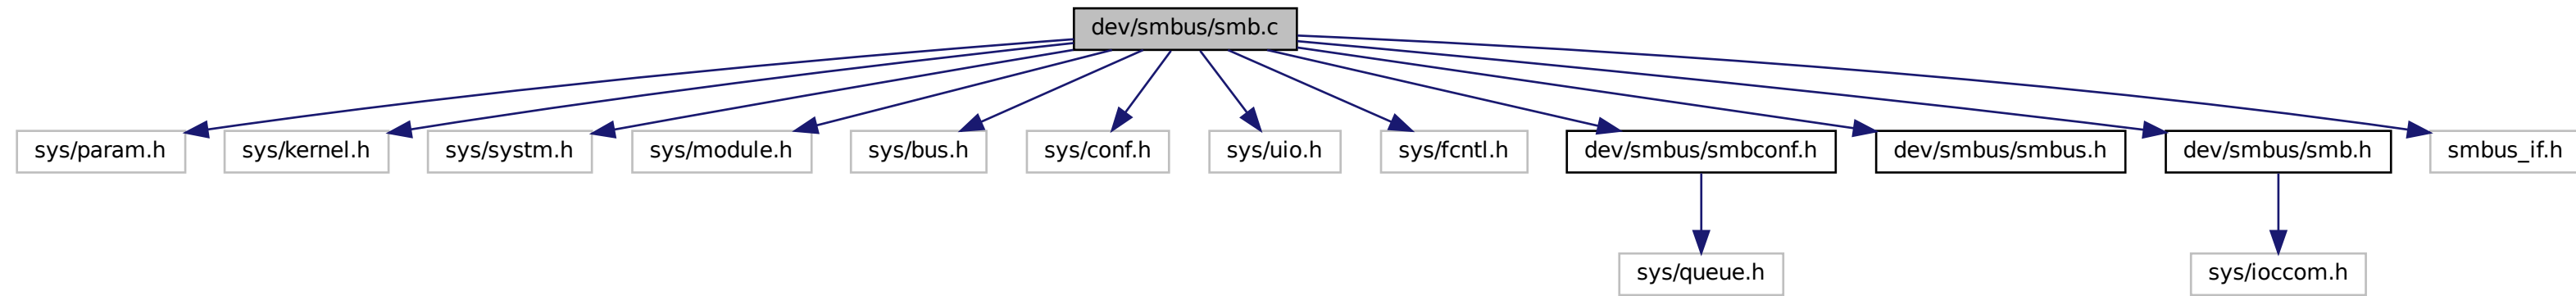 dev/smbus/smb.c
sys/param.h
sys/kernel.h
sys/systm.h
sys/module.h
sys/bus.h
sys/conf.h
sys/uio.h
sys/fcntl.h
dev/smbus/smbconf.h
dev/smbus/smbus.h
dev/smbus/smb.h
smbus_if.h
sys/queue.h
sys/ioccom.h